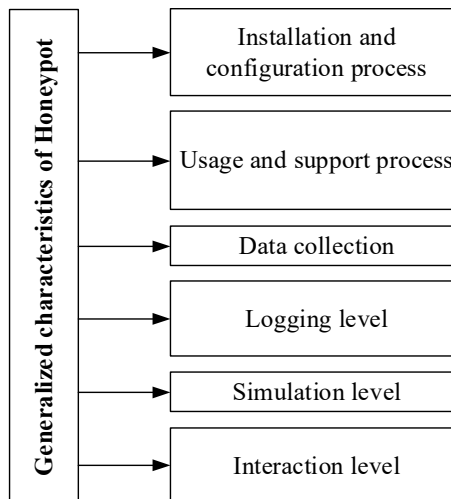 Generalized characteristics of Honeypot
Installation and
configuration process
Usage and support process
Data collection
Logging level
Simulation level
Interaction level